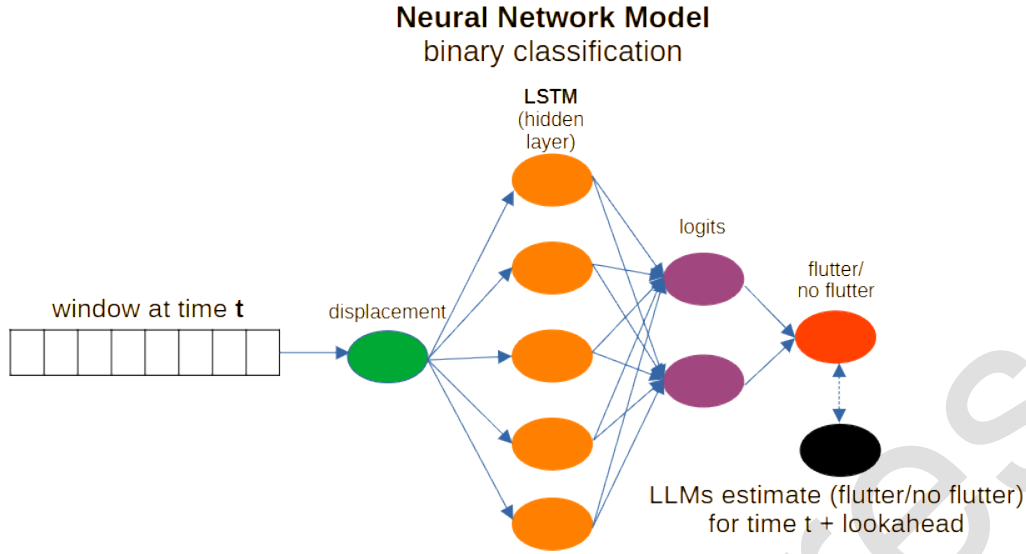 Neural Network Model
binary classification
LSTM
(hidden
layer)
logits
flutter/
no flutter
window at time t
displacement
LLMs estimate (flutter/no flutter)
for time t + lookahead
res